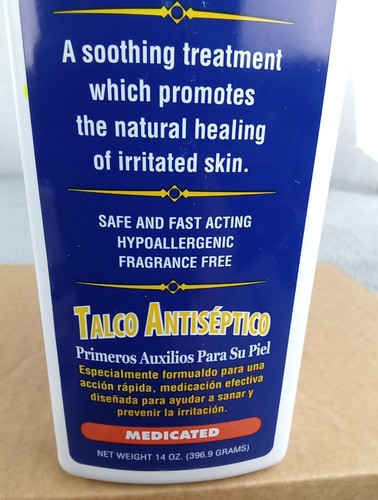 A soothing treatment
which promotes
the natural healing
of irritated skin.
SAFE AND FAST ACTING
HYPOALLERGENIC
FRAGRANCE FREE
TALCO ANTISÉPTICO
Primeros Auxilios Para Su Piel
Especialmente formualdo para una
acción rápida, medicación efectiva
diseñada para ayudar a sanar y
prevenir la irritación.
MEDICATED
NET WEIGHT 14 OZ. (396.9 GRAMS)